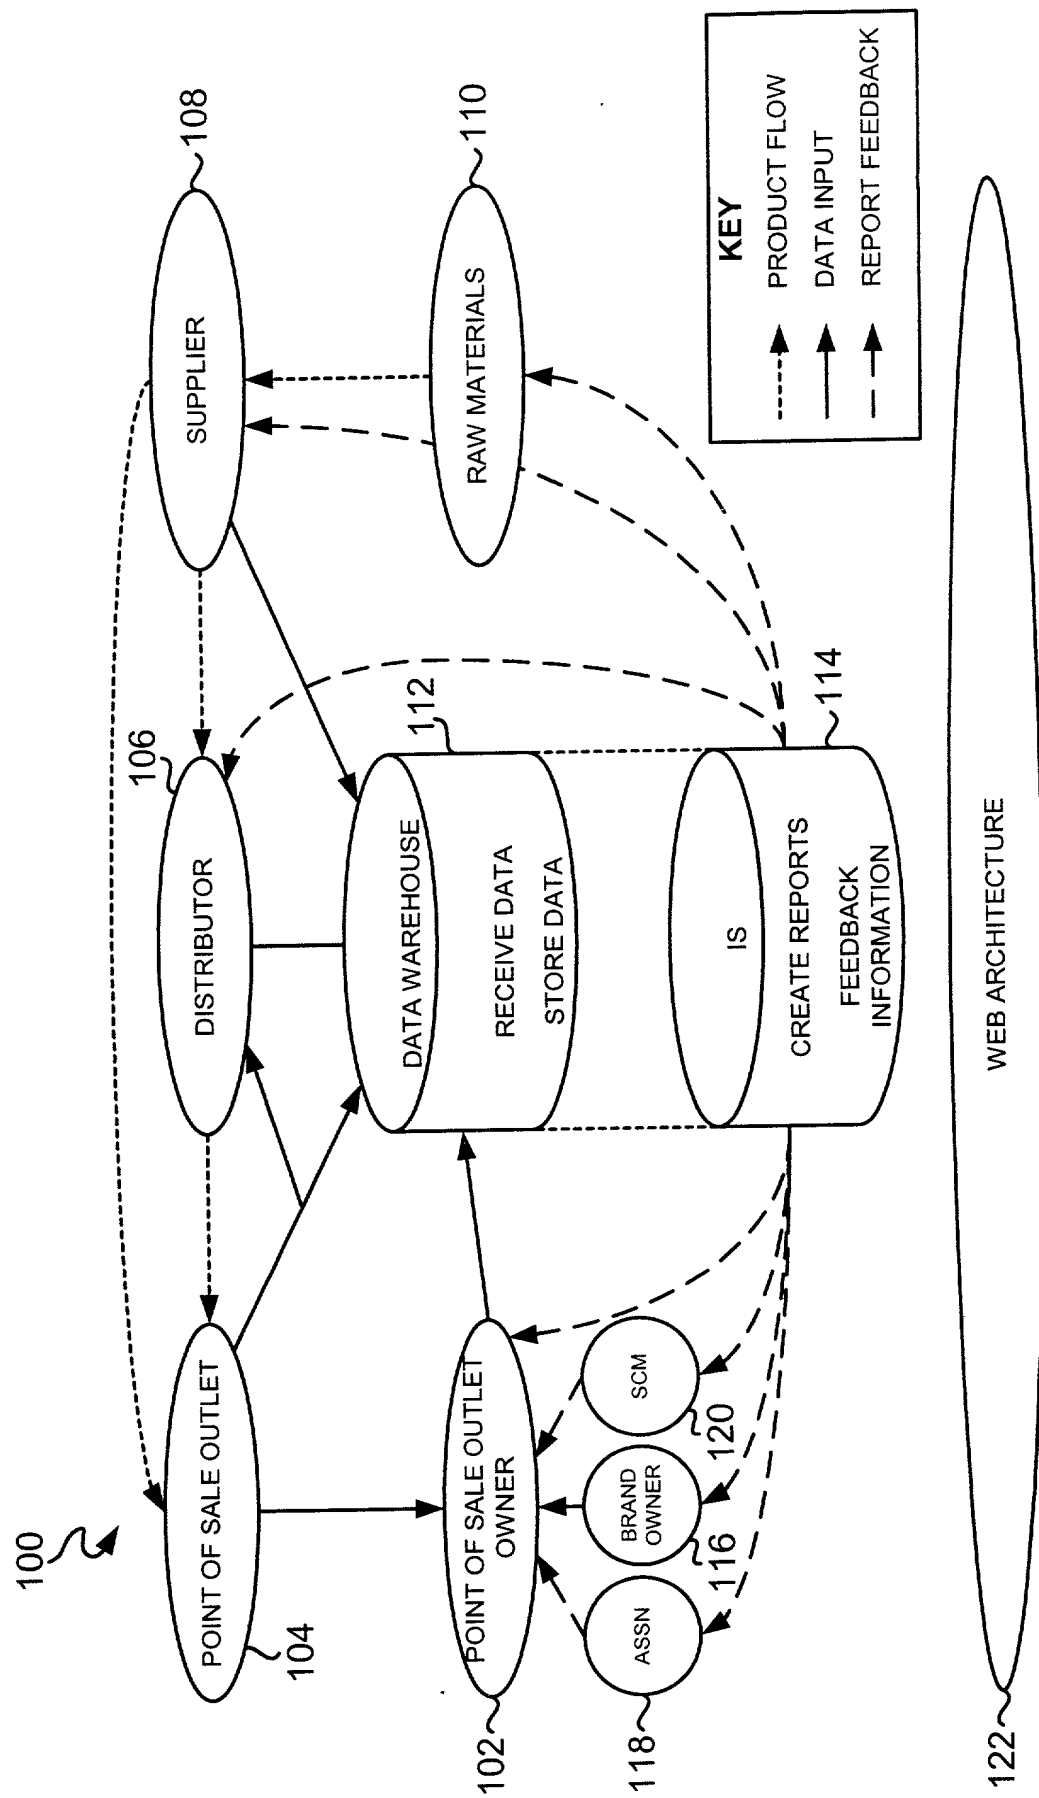 100
104
POINT OF SALE OUTLET
106
DISTRIBUTOR
108
SUPPLIER
102
POINT OF SALE OUTLET
OWNER
112
DATA WAREHOUSE
RECEIVE DATA
STORE DATA
110
RAW MATERIALS
118
ASSN
116
BRAND
OWNER
120
SCM
114
IS
CREATE REPORTS
FEEDBACK
INFORMATION
KEY
PRODUCT FLOW
DATA INPUT
REPORT FEEDBACK
122
WEB ARCHITECTURE